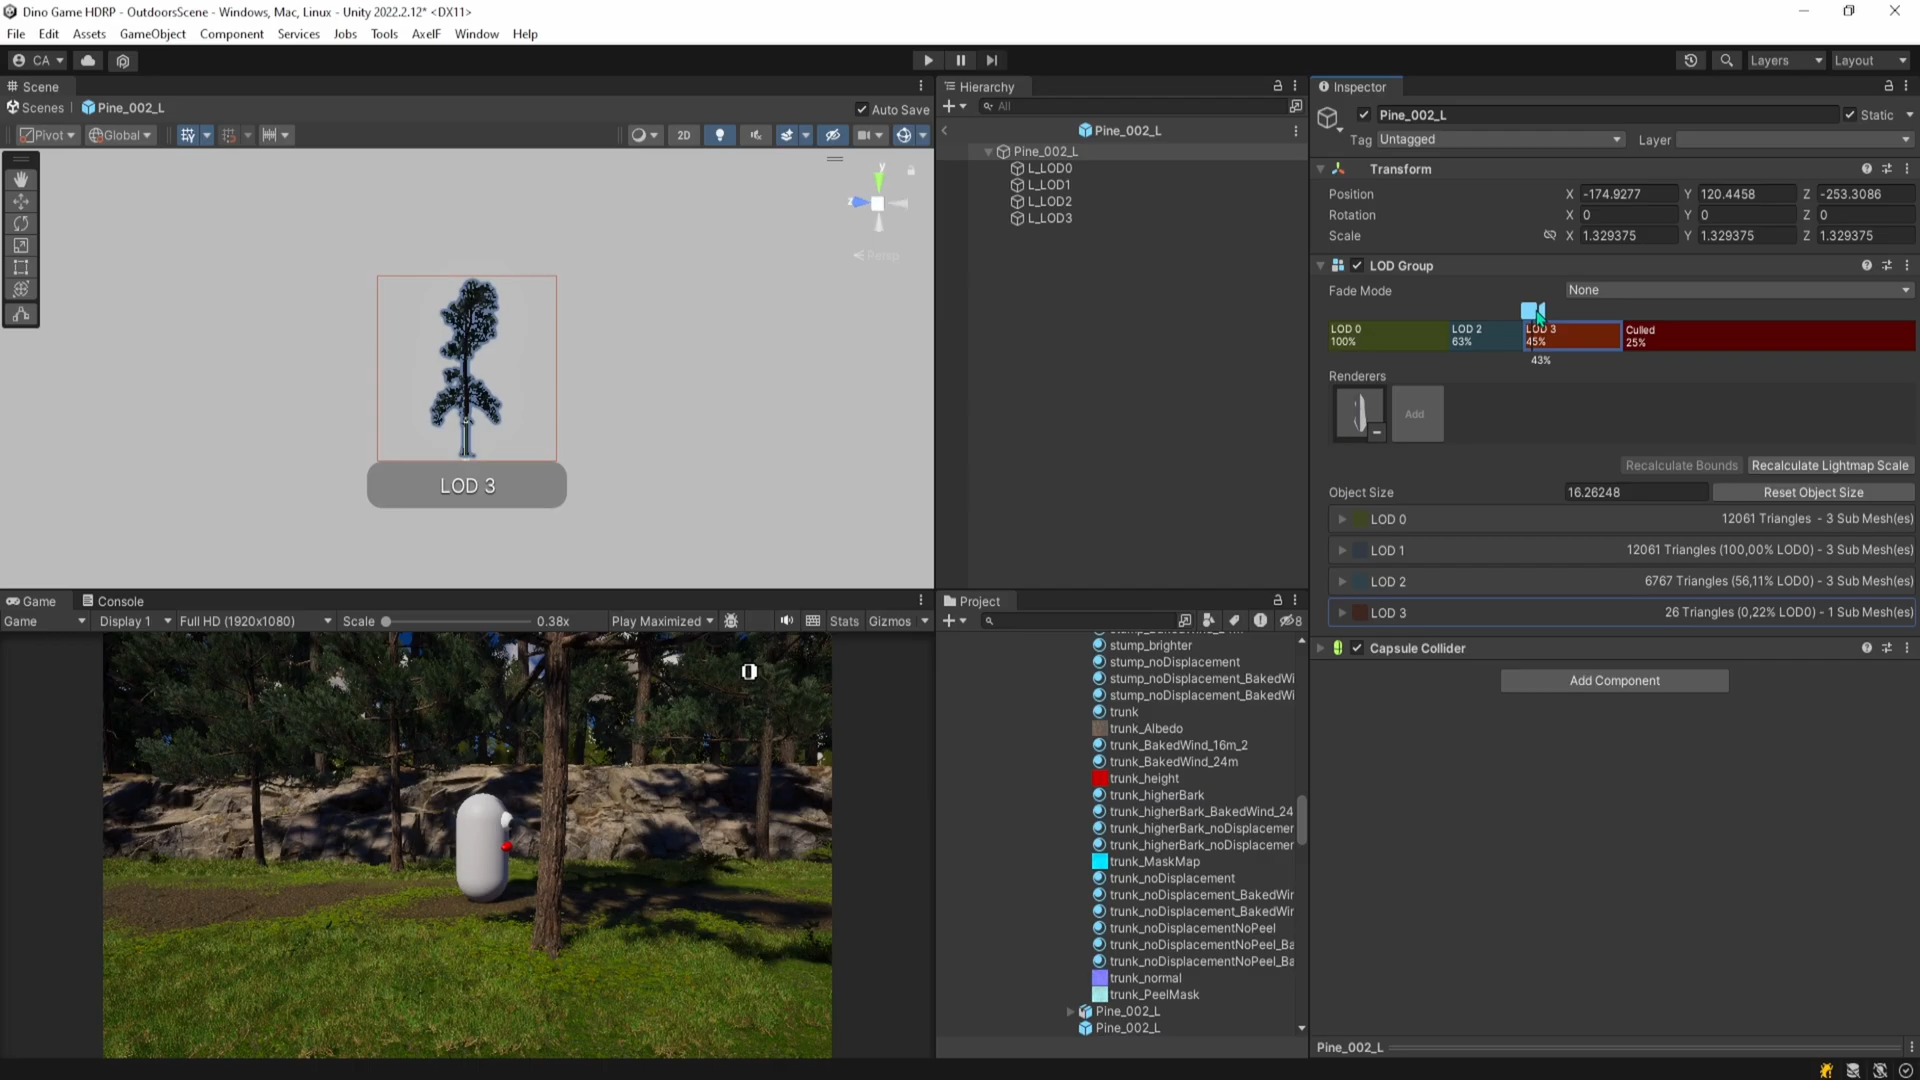 Dino Game HDRP - OutdoorsScene - Windows, Mac, Linux - Unity 2022.2.12* <DX11>
File Edit Assets GameObject Component Services Jobs Tools AxelF Window Help
CA Layers Layout
Scene
Scenes Pine_002_L Auto Save
Pivot Global 2D
y
z
Persp
LOD 3
Hierarchy
All
Pine_002_L
Pine_002_L
L_LOD0
L_LOD1
L_LOD2
L_LOD3
Inspector
Pine_002_L Static
Tag Untagged Layer
Transform
Position X -174.9277 Y 120.4458 Z -253.3086
Rotation X 0 Y 0 Z 0
Scale X 1.329375 Y 1.329375 Z 1.329375
LOD Group
Fade Mode None
LOD 0 LOD 2 LOD 3 Culled
100% 63% 45% 25%
43%
Renderers
Add
Recalculate Bounds Recalculate Lightmap Scale
Object Size 16.26248 Reset Object Size
LOD 0 12061 Triangles - 3 Sub Mesh(es)
LOD 1 12061 Triangles (100,00% LOD0) - 3 Sub Mesh(es)
LOD 2 6767 Triangles (56,11% LOD0) - 3 Sub Mesh(es)
LOD 3 26 Triangles (0,22% LOD0) - 1 Sub Mesh(es)
Capsule Collider
Add Component
Game Console
Game Display 1 Full HD (1920x1080) Scale 0.38x Play Maximized Stats Gizmos
0
Project
8
stump_brighter
stump_noDisplacement
stump_noDisplacement_BakedWi
stump_noDisplacement_BakedWi
trunk
trunk_Albedo
trunk_BakedWind_16m_2
trunk_BakedWind_24m
trunk_height
trunk_higherBark
trunk_higherBark_BakedWind_24
trunk_higherBark_noDisplacemer
trunk_higherBark_noDisplacemer
trunk_MaskMap
trunk_noDisplacement
trunk_noDisplacement_BakedWir
trunk_noDisplacement_BakedWir
trunk_noDisplacementNoPeel
trunk_noDisplacementNoPeel_Ba
trunk_noDisplacementNoPeel_Ba
trunk_normal
trunk_PeelMask
Pine_002_L
Pine_002_L
Pine_002_L